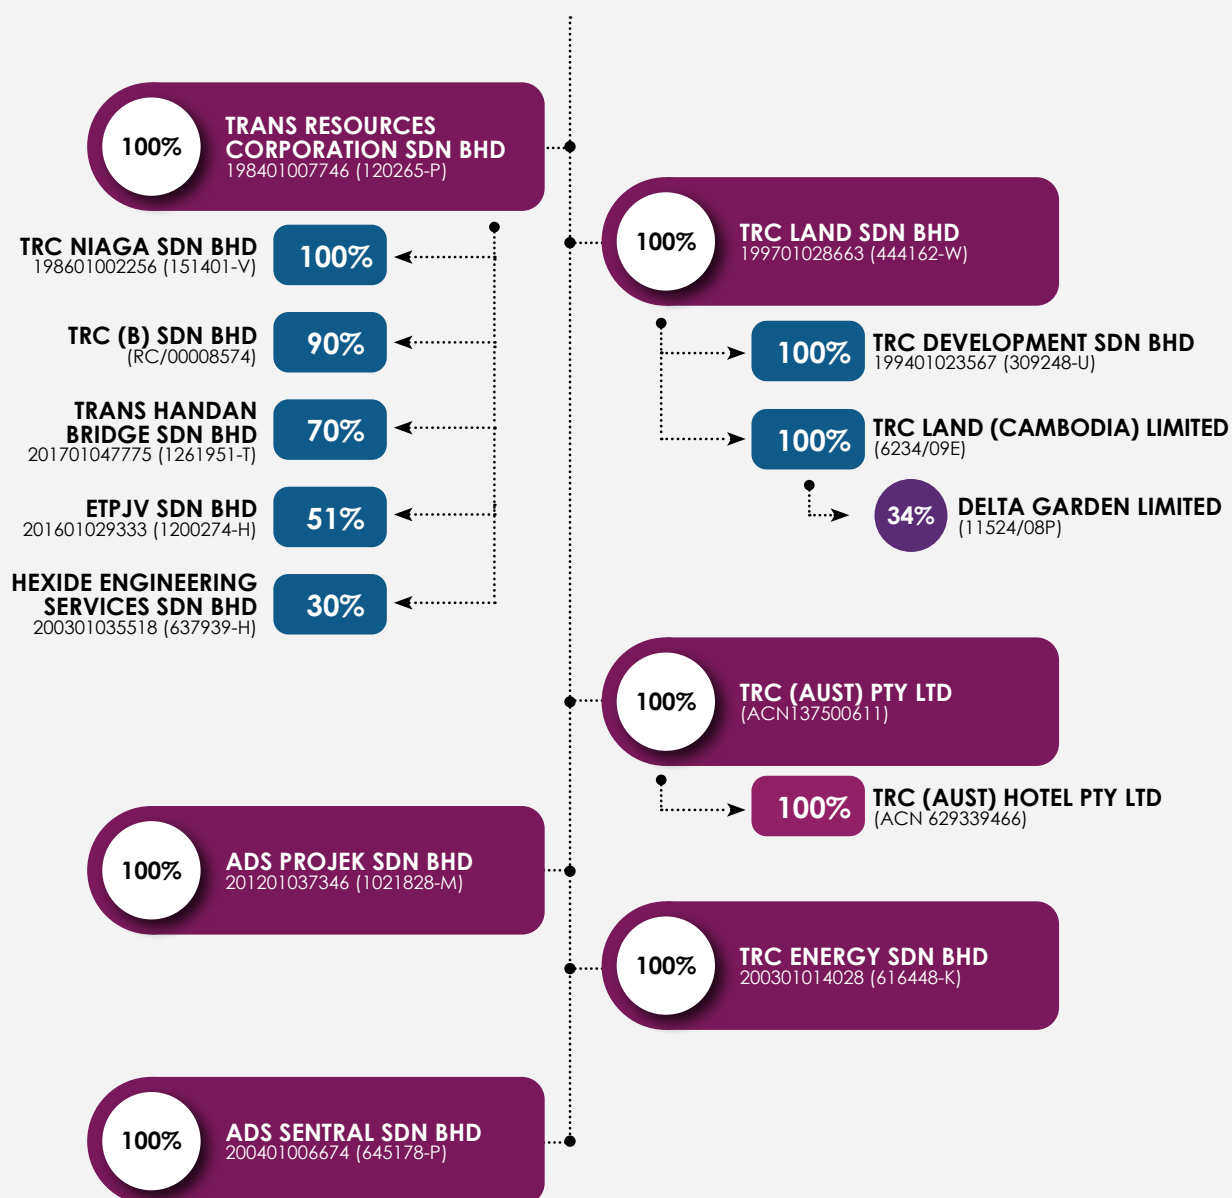 100%
TRANS RESOURCES
CORPORATION SDN BHD
198401007746 (120265-P)
TRC NIAGA SDN BHD
198601002256 (151401-V)
100%
TRC (B) SDN BHD
(RC/00008574)
90%
TRANS HANDAN
BRIDGE SDN BHD
201701047775 (1261951-T)
70%
ETPJV SDN BHD
201601029333 (1200274-H)
51%
HEXIDE ENGINEERING
SERVICES SDN BHD
200301035518 (637939-H)
30%
100%
TRC LAND SDN BHD
199701028663 (444162-W)
100%
TRC DEVELOPMENT SDN BHD
199401023567 (309248-U)
100%
TRC LAND (CAMBODIA) LIMITED
(6234/09E)
34%
DELTA GARDEN LIMITED
(11524/08P)
100%
TRC (AUST) PTY LTD
(ACN137500611)
100%
TRC (AUST) HOTEL PTY LTD
(ACN 629339466)
100%
ADS PROJEK SDN BHD
201201037346 (1021828-M)
100%
TRC ENERGY SDN BHD
200301014028 (616448-K)
100%
ADS SENTRAL SDN BHD
200401006674 (645178-P)